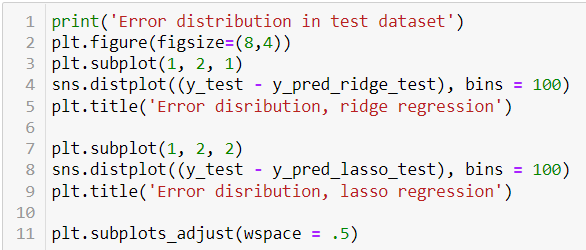 1 print('Error distribution in test dataset')
2 plt.figure(figsize=(8,4))
3 plt.subplot(1, 2, 1)
4 sns.distplot((y_test - y_pred_ridge_test), bins = 100)
5 plt.title('Error disribution, ridge regression')
6
7 plt.subplot(1, 2, 2)
8 sns.distplot((y_test - y_pred_lasso_test), bins = 100)
9 plt.title('Error disribution, lasso regression')
10
11 plt.subplots_adjust(wspace = .5)